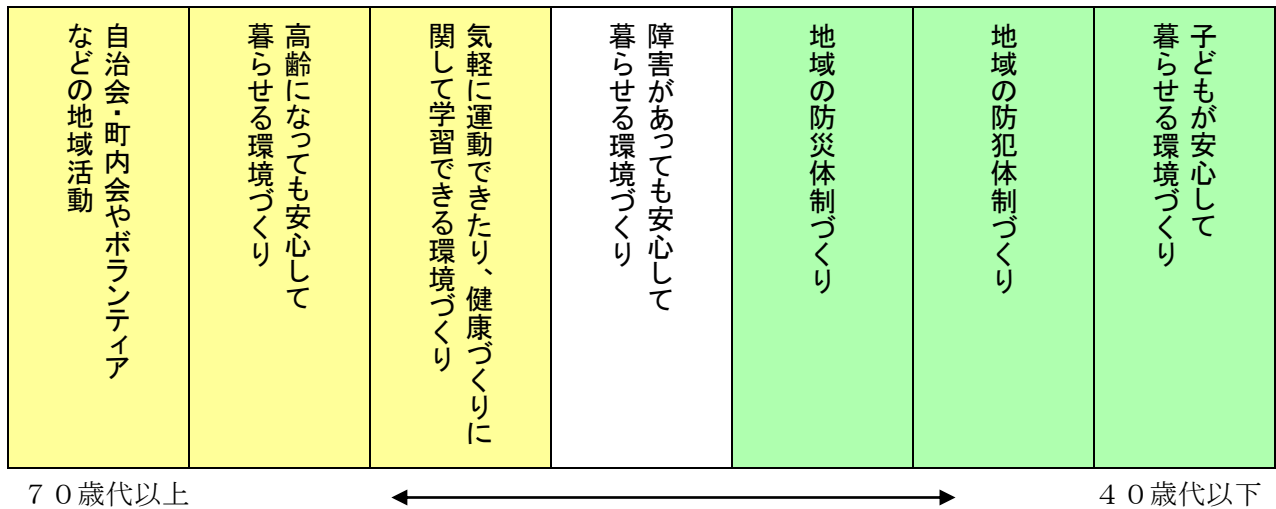 自治会・町内会やボランティア
などの地域活動
高齢になっても安心して
暮らせる環境づくり
気軽に運動できたり、健康づくりに
関して学習できる環境づくり
障害があっても安心して
暮らせる環境づくり
地域の防災体制づくり
地域の防犯体制づくり
子どもが安心して
暮らせる環境づくり
７０歳代以上
４０歳代以下